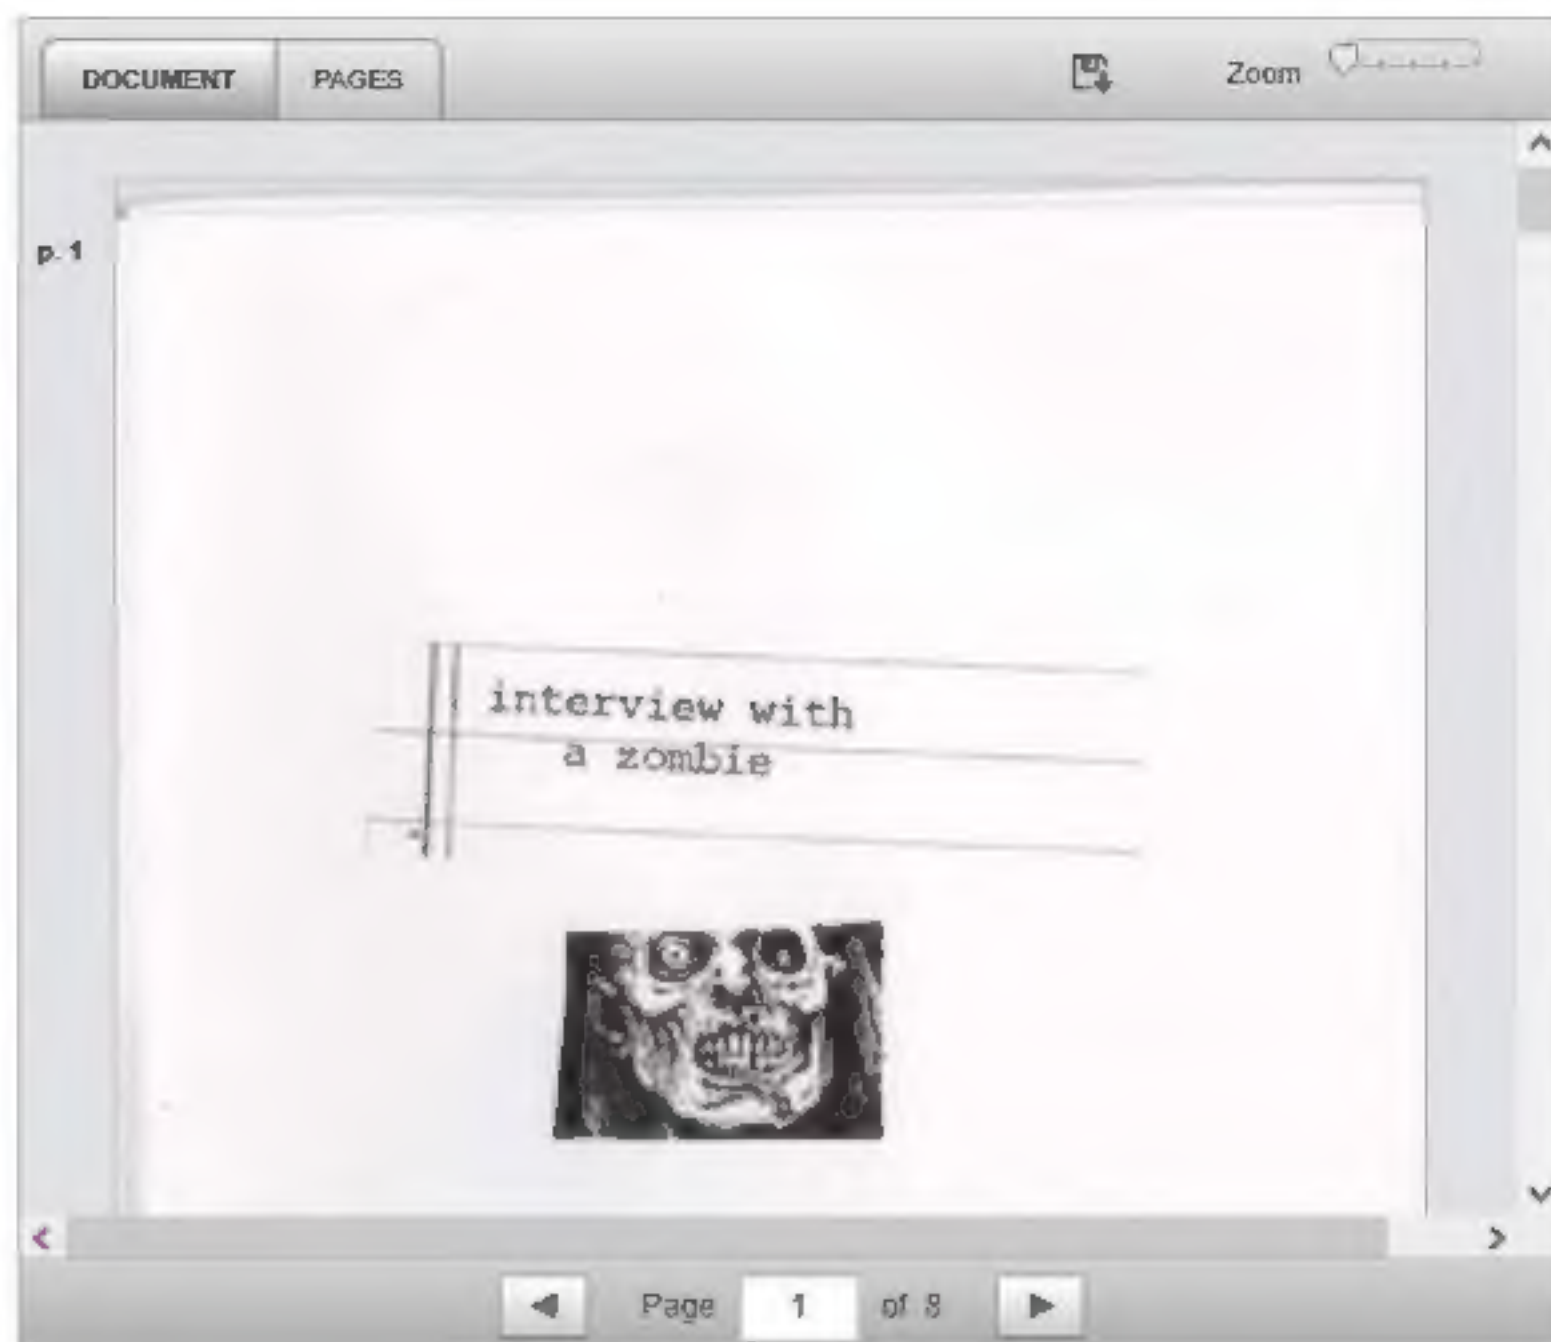 DOCUMENT PAGES Zoom
p. 1
interview with
a zombie
Page 1 of 8